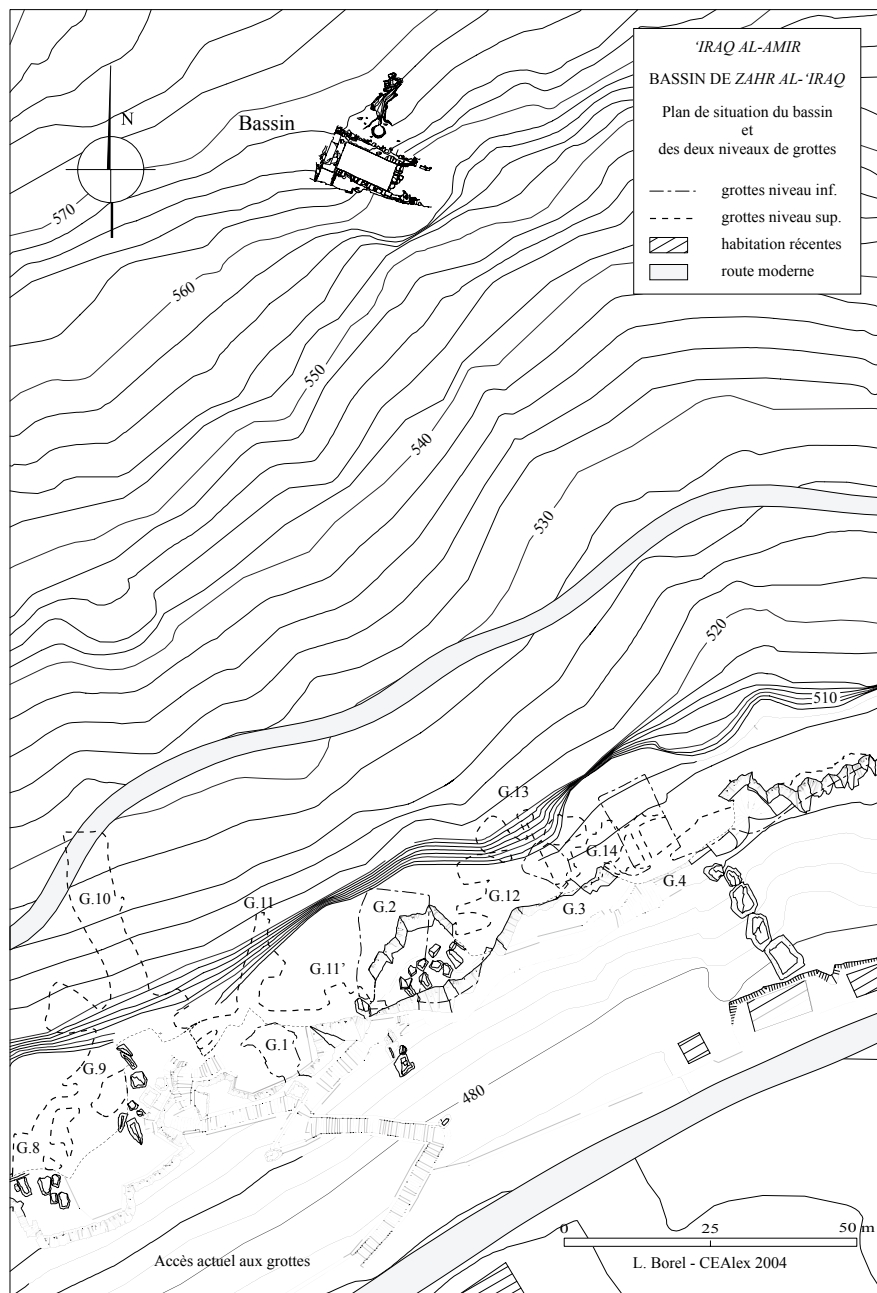 ‘IRAQ AL-AMIR
BASSIN DE ZAHR AL-‘IRAQ
Plan de situation du bassin
et
des deux niveaux de grottes
grottes niveau inf.
grottes niveau sup.
habitation récentes
route moderne
N
Bassin
570
560
550
540
530
520
510
G.13
G.14
G.10
G.11
G.2
G.12
G.3
G.4
G.11’
G.1
G.9
480
G.8
0
25
50 m
Accès actuel aux grottes
L. Borel - CEAlex 2004